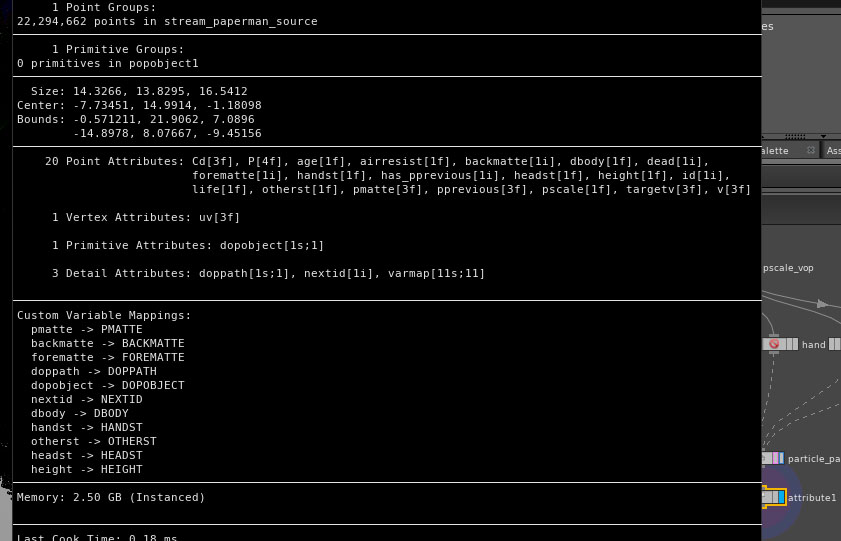 1 Point Groups:
22,294,662 points in stream_paperman_source
1 Primitive Groups:
0 primitives in popobject1
Size: 14.3266, 13.8295, 16.5412
Center: -7.73451, 14.9914, -1.18098
Bounds: -0.571211, 21.9062, 7.0896
-14.8978, 8.07667, -9.45156
20 Point Attributes: Cd[3f], P[4f], age[1f], airresist[1f], backmatte[1i], dbody[1f], dead[1i],
forematte[1i], handst[1f], has_pprevious[1i], headst[1f], height[1f], id[1i],
life[1f], otherst[1f], pmatte[3f], pprevious[3f], pscale[1f], targetv[3f], v[3f]
1 Vertex Attributes: uv[3f]
1 Primitive Attributes: dopobject[1s;1]
3 Detail Attributes: doppath[1s;1], nextid[1i], varmap[11s;11]
Custom Variable Mappings:
pmatte -> PMATTE
backmatte -> BACKMATTE
forematte -> FOREMATTE
doppath -> DOPPATH
dopobject -> DOPOBJECT
nextid -> NEXTID
dbody -> DBODY
handst -> HANDST
otherst -> OTHERST
headst -> HEADST
height -> HEIGHT
Memory: 2.50 GB (Instanced)
Last Cook Time: 0.18 ms
es
alette
Ass
pscale_vop
hand
particle_pa
attribute1